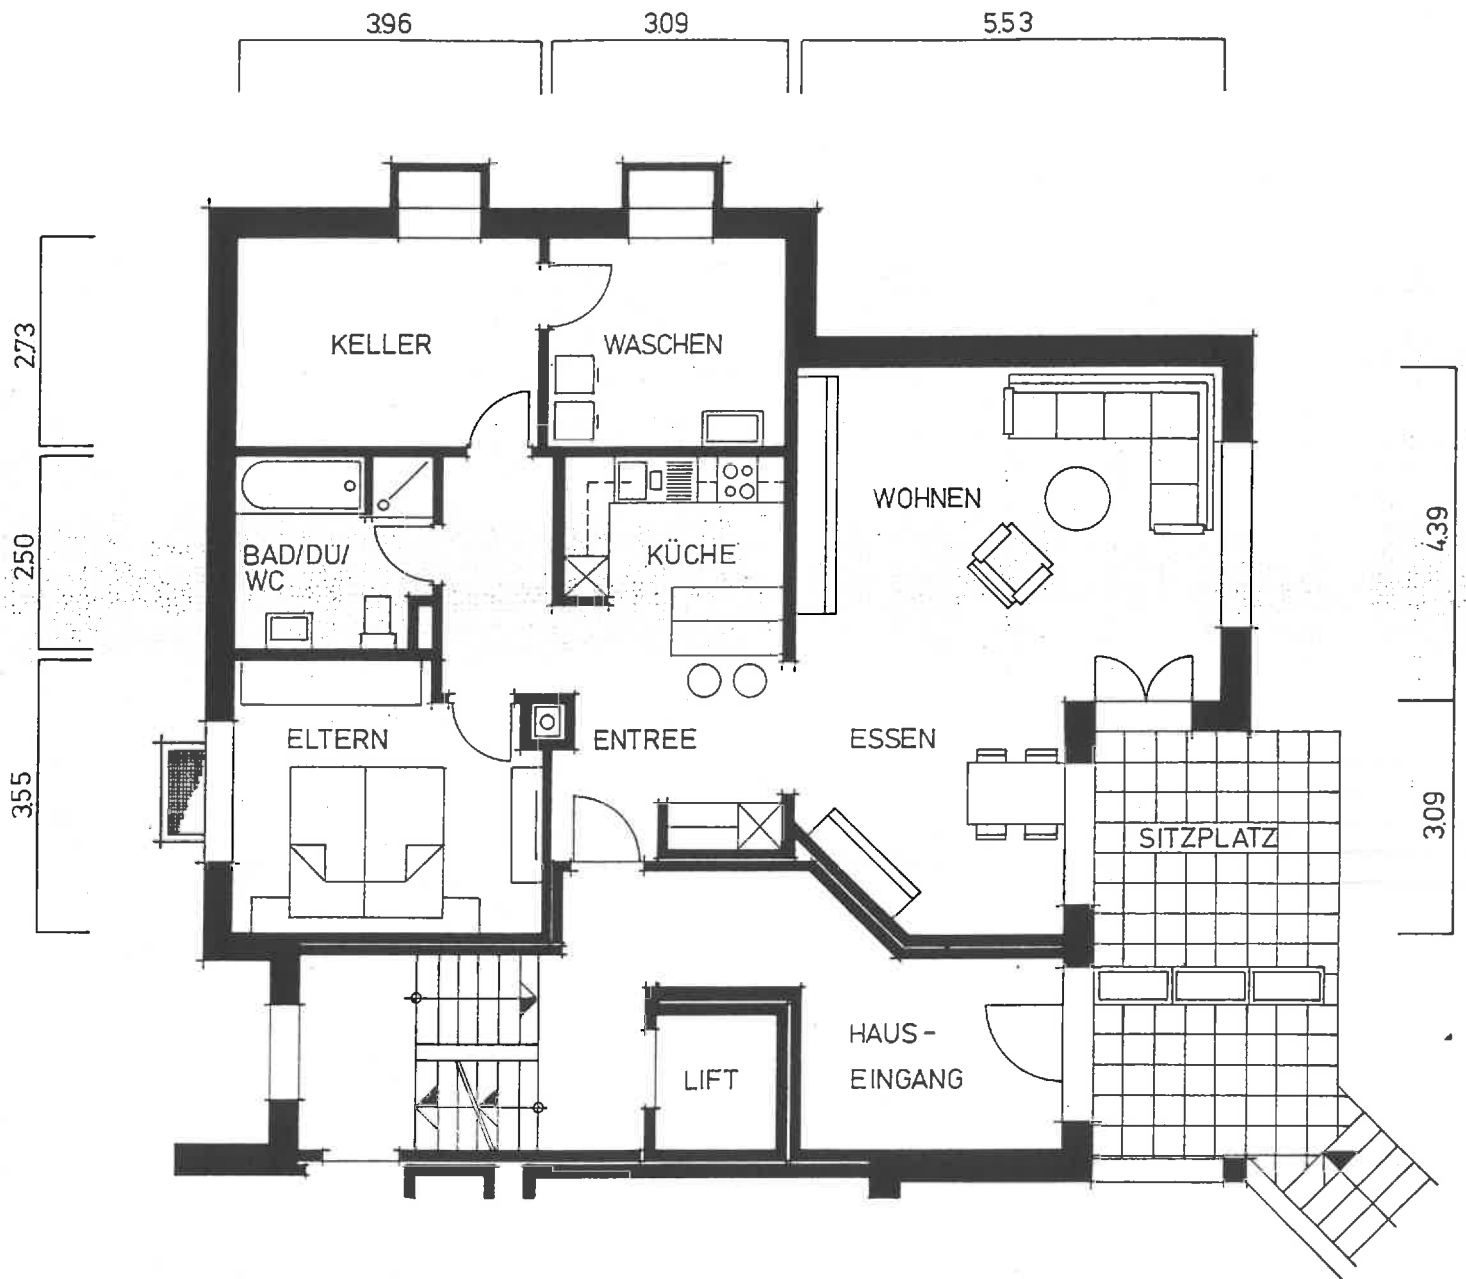 3.96
3.09
5.53
2.73
KELLER
WASCHEN
WOHNEN
2.50
BAD/DU/
WC
KÜCHE
4.39
ELTERN
ENTREE
ESSEN
3.55
3.09
SITZPLATZ
HAUS-
EINGANG
LIFT